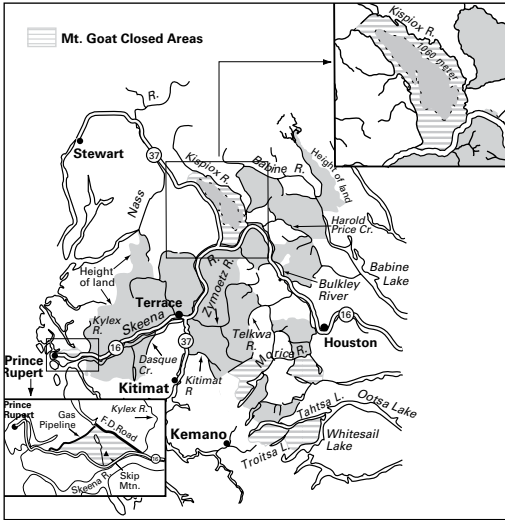 Mt. Goat Closed Areas
Kispiox R.
1060 meter
F
R.
Stewart
37
Kispiox R.
Babine R.
Height of land
Nass
Harold
Price Cr.
Height
of land
R.
Zymoetz R.
Babine
Lake
Bulkley
River
Kylex
R.
Terrace
Skeena
Telkwa
R.
16
Houston
16
Prince
Rupert
Dasque
Cr.
37
Morice R.
Kitimat
Kitimat
R
Tahtsa L.
Ootsa Lake
Prince
Rupert
Gas
Pipeline
Kylex R.
F.D.Road
Kemano
Whitesail
Lake
Troitsa L.
Skip
Mtn.
Skeena R.
16